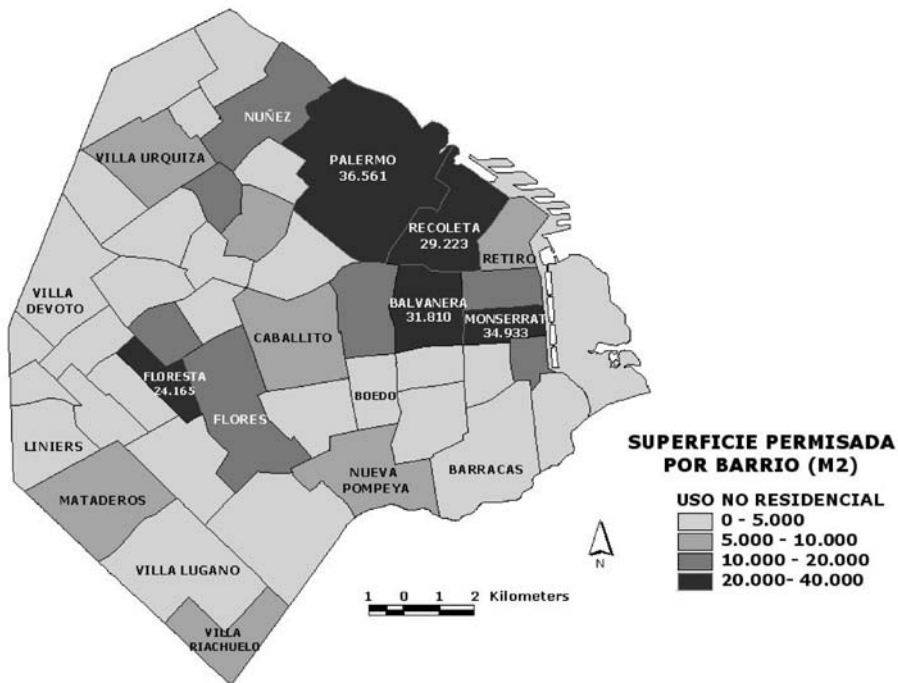 NUÑEZ
VILLA URQUIZA
PALERMO
36.561
RECOLETA
29.223
RETIRO
VILLA
DEVOTO
BALVANERA
31.810
MONSERRAT
34.933
CABALLITO
FLORESTA
24.165
BOEDO
FLORES
LINIERS
NUEVA
POMPEYA
BARRACAS
MATADEROS
VILLA LUGANO
VILLA
RIACHUELO
SUPERFICIE PERMISADA
POR BARRIO (M2)
USO NO RESIDENCIAL
0 - 5.000
5.000 - 10.000
10.000 - 20.000
20.000- 40.000
N
1 0 1 2 Kilometers